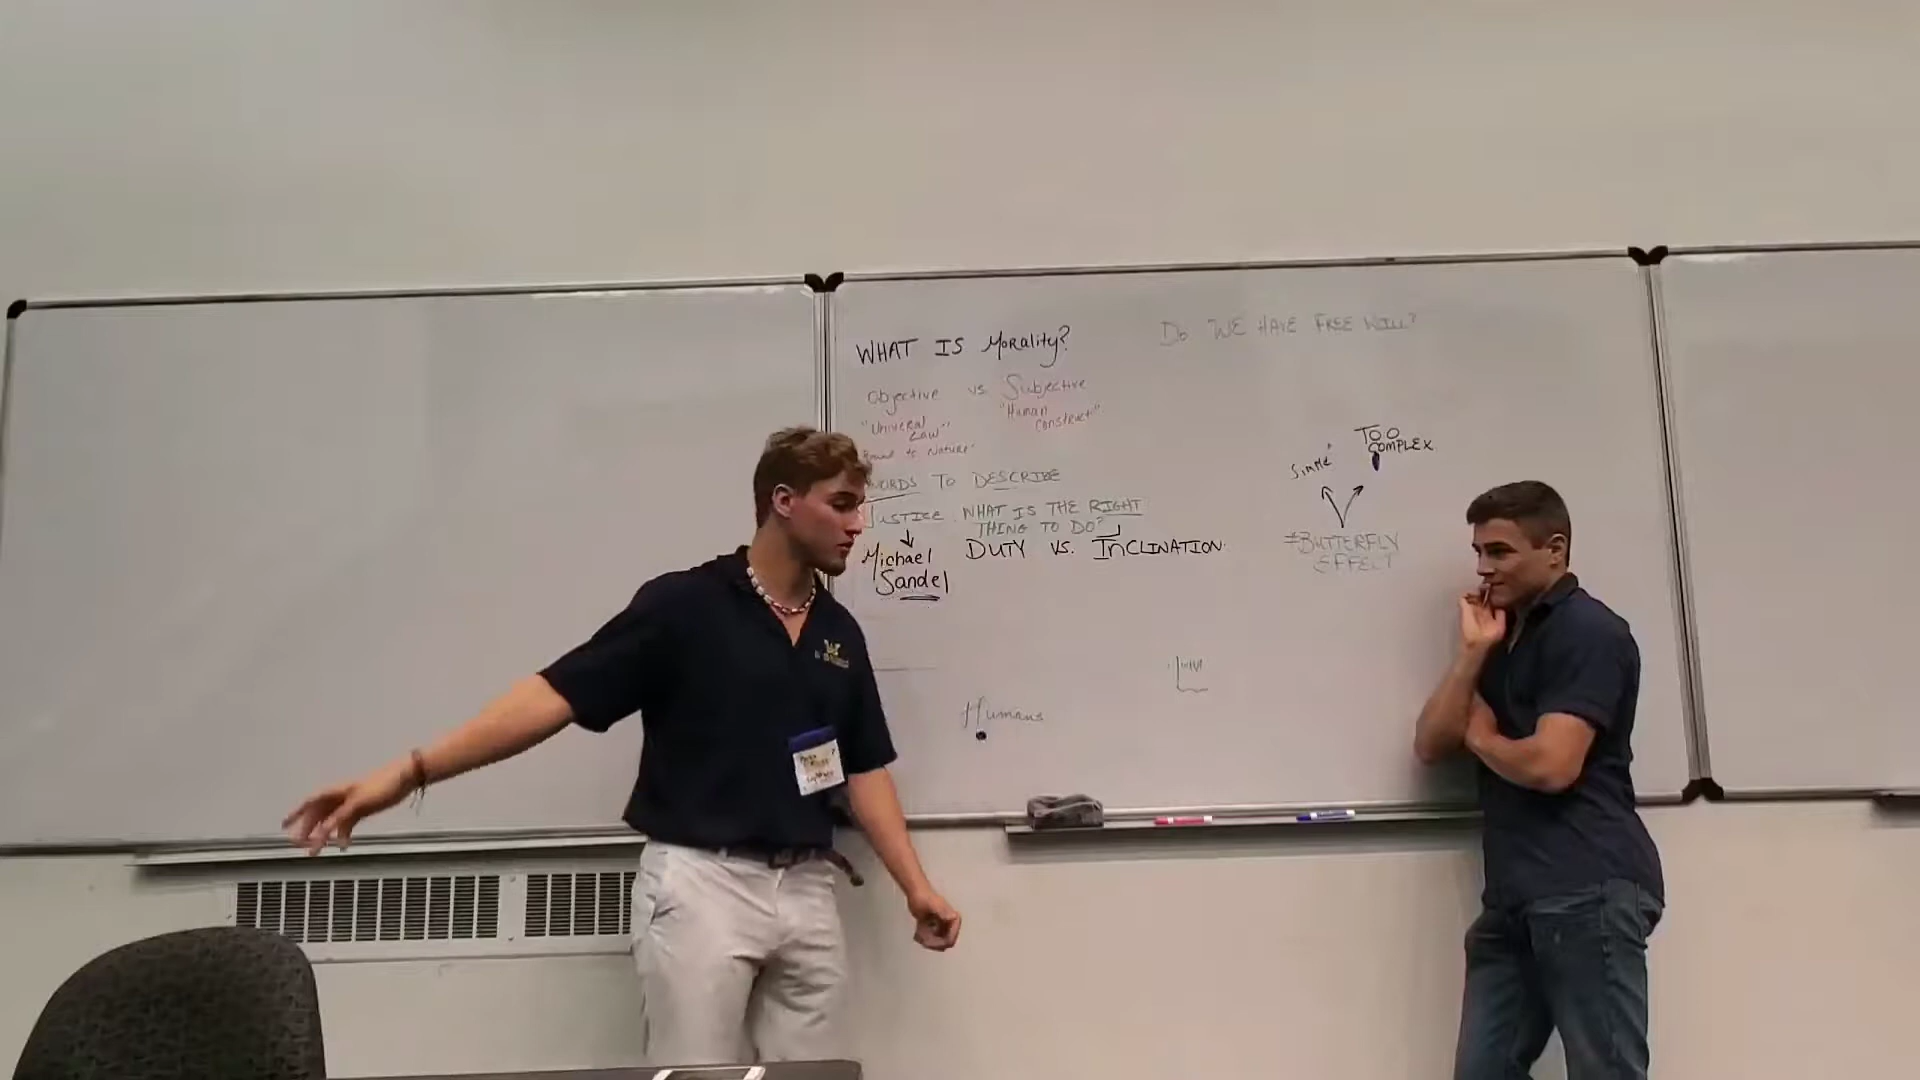 WHAT IS Morality?
Do WE HAVE FREE WILL?
Objective vs. Subjective
"Universal Law"
"Human Construct"
Bound to Nature
WORDS TO DESCRIBE
JUSTICE. WHAT IS THE RIGHT
THING TO DO?
Michael
Sandel
DUTY vs. INCLINATION
Simple
TOO
COMPLEX
BUTTERFLY
EFFECT
Humans